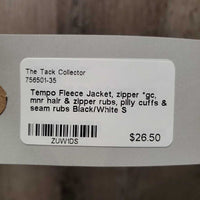 The Tack Collector
756501-35
Tempo Fleece Jacket, zipper *gc,
mnr hair & zipper rubs, pilly cuffs &
seam rubs Black/White S
ZUW1DS
$26.50